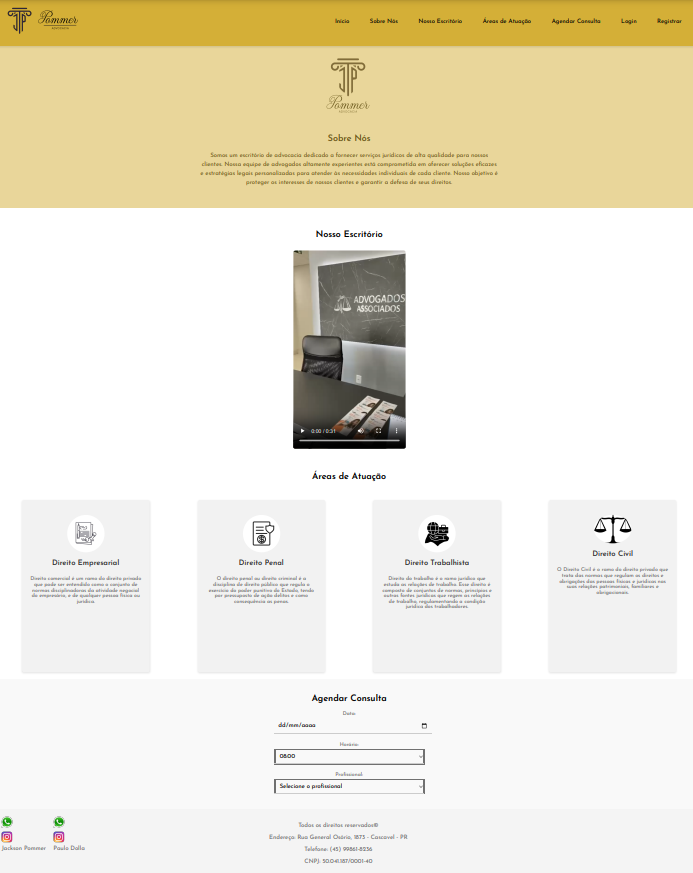 Pommer
ADVOCACIA
Início
Sobre Nós
Nosso Escritório
Áreas de Atuação
Agendar Consulta
Login
Registrar
Pommer
ADVOCACIA
Sobre Nós
Somos um escritório de advocacia dedicado a fornecer serviços jurídicos de alta qualidade para nossos
clientes. Nossa equipe de advogados altamente experientes está comprometida em oferecer soluções eficazes
e estratégias legais personalizadas para atender às necessidades individuais de cada cliente. Nosso objetivo é
proteger os interesses de nossos clientes e garantir a defesa de seus direitos.
Nosso Escritório
ADVOGADOS
ASSOCIADOS
0:00 / 0:31
Áreas de Atuação
Direito Empresarial
Direito comercial é um ramo do direito privado
que pode ser entendido como o conjunto de
normas disciplinadoras da atividade negocial
do empresário, e de qualquer pessoa física ou
jurídica.
Direito Penal
O direito penal ou direito criminal é a
disciplina de direito público que regula o
exercício do poder punitivo do Estado, tendo
por pressuposto de ação delitos e como
consequência as penas.
Direito Trabalhista
Direito do trabalho é o ramo jurídico que
estuda as relações de trabalho. Esse direito é
composto de conjuntos de normas, princípios e
outras fontes jurídicas que regem as relações
de trabalho, regulamentando a condição
jurídica dos trabalhadores.
Direito Civil
O Direito Civil é o ramo do direito privado que
trata das normas que regulam os direitos e
obrigações das pessoas físicas e jurídicas nas
suas relações patrimoniais, familiares e
obrigacionais.
Agendar Consulta
Data:
dd/mm/aaaa
Horário:
08:00
Profissional:
Selecione o profissional
Jackson Pommer
Paulo Dalla
Todos os direitos reservados®
Endereço: Rua General Osório, 1873 - Cascavel - PR
Telefone: (45) 99861-8236
CNPJ: 50.041.187/0001-40